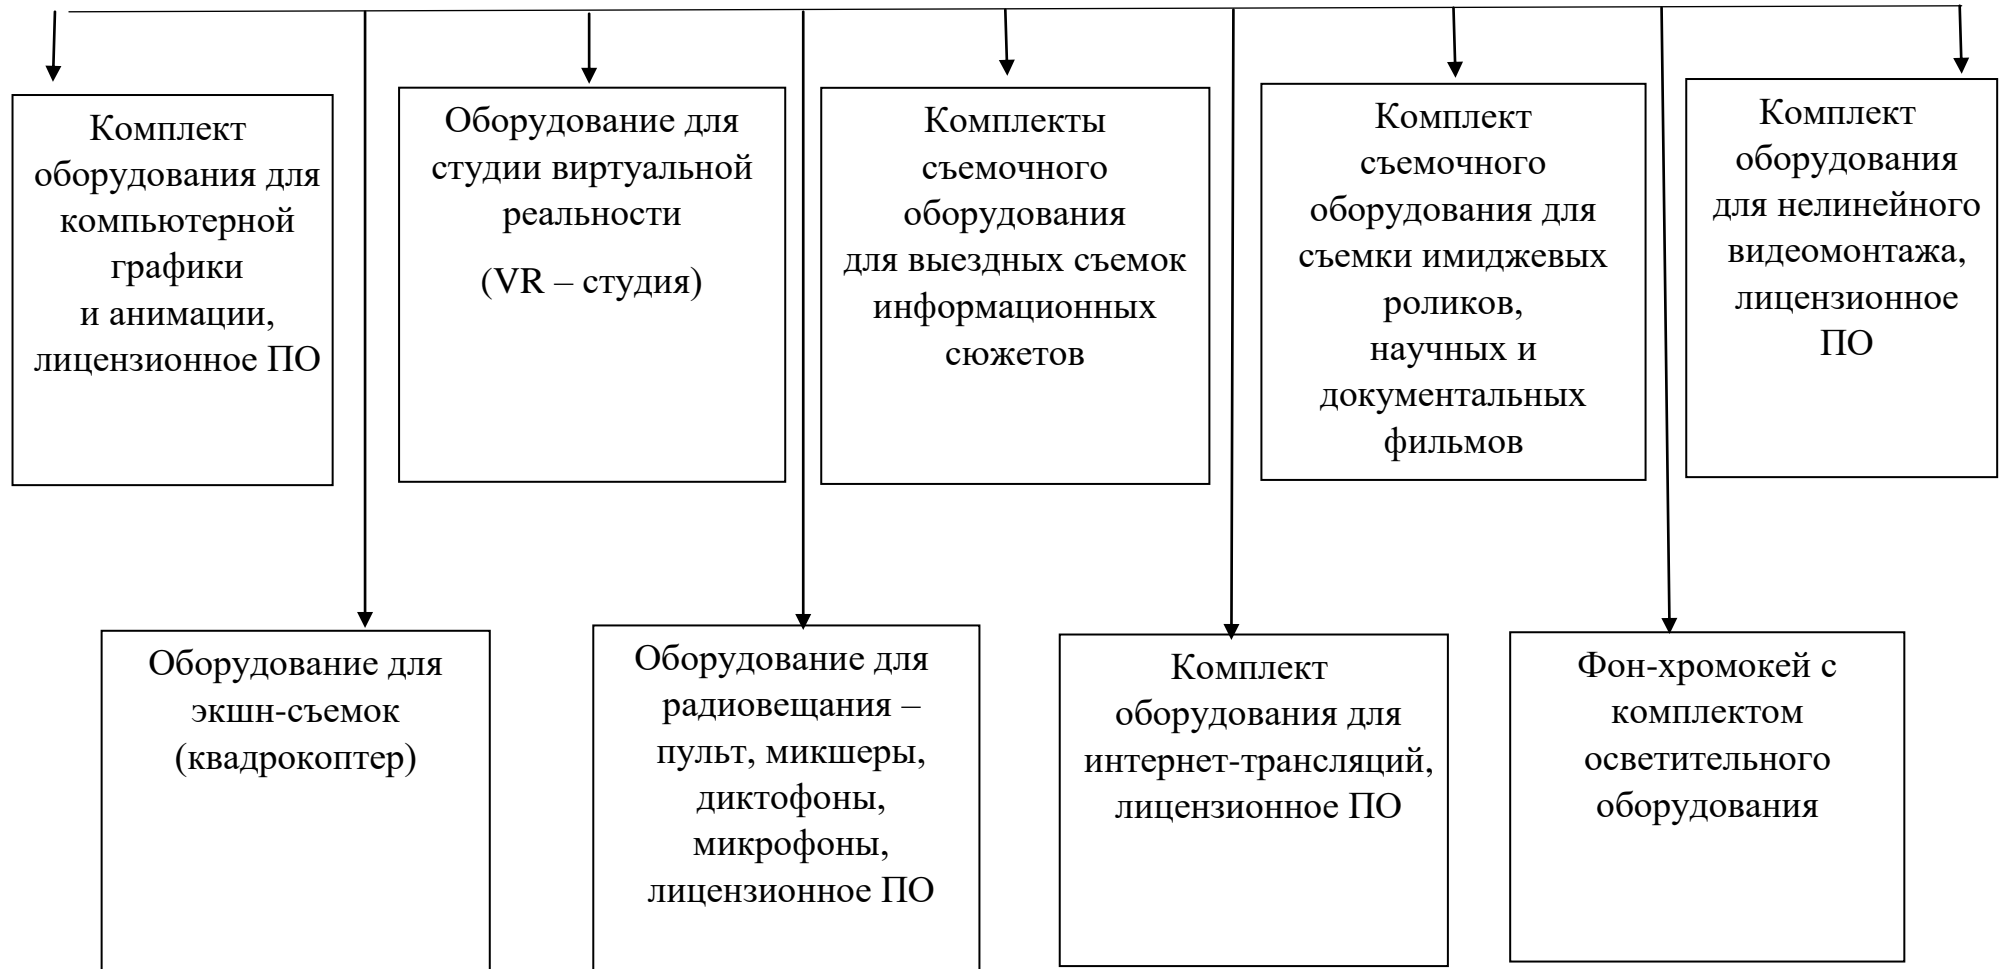 Комплект
оборудования для
компьютерной
графики
и анимации,
лицензионное ПО
Оборудование для
студии виртуальной
реальности
(VR – студия)
Комплекты
съемочного
оборудования
для выездных съемок
информационных
сюжетов
Комплект
съемочного
оборудования для
съемки имиджевых
роликов,
научных и
документальных
фильмов
Комплект
оборудования
для нелинейного
видеомонтажа,
лицензионное
ПО
Оборудование для
экшн-съемок
(квадрокоптер)
Оборудование для
радиовещания –
пульт, микшеры,
диктофоны,
микрофоны,
лицензионное ПО
Комплект
оборудования для
интернет-трансляций,
лицензионное ПО
Фон-хромокей с
комплектом
осветительного
оборудования